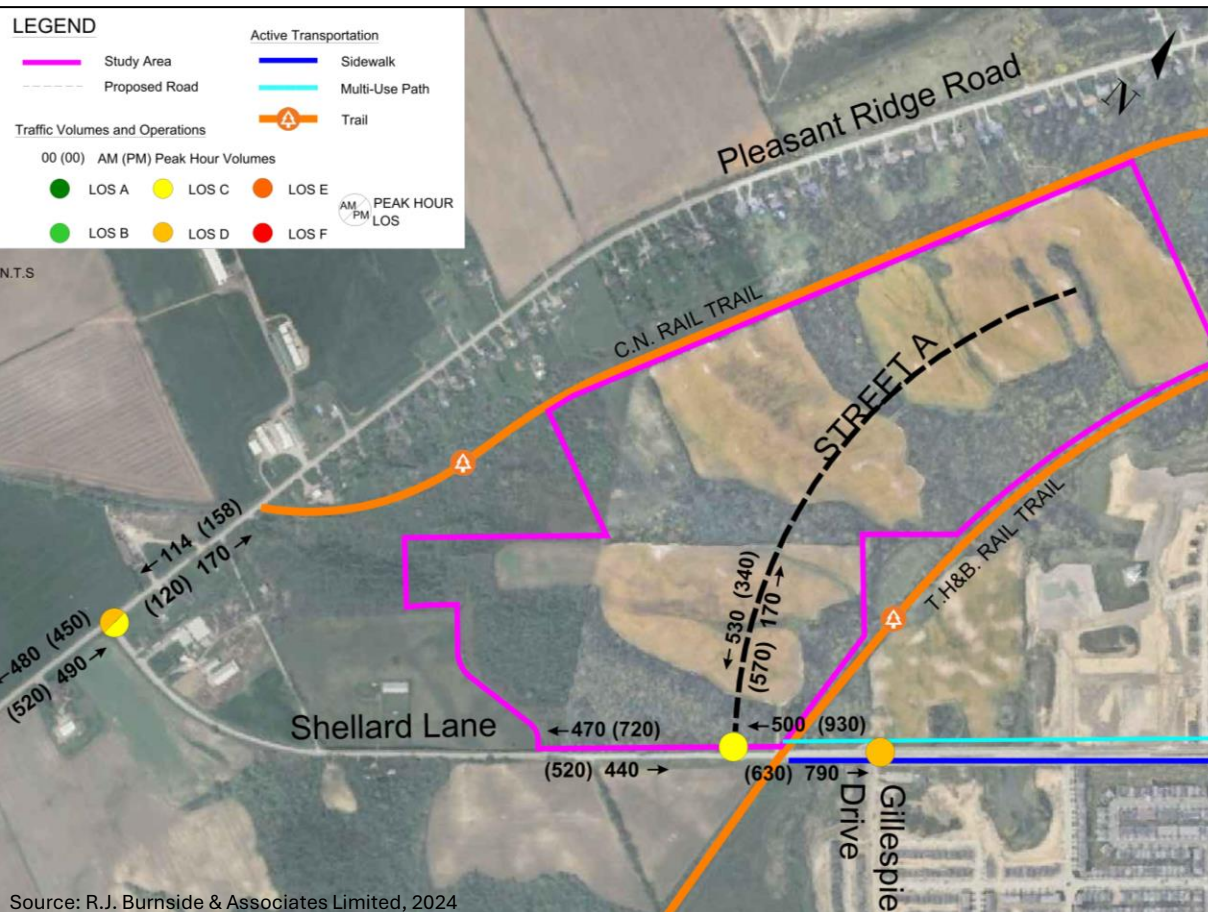 LEGEND
Study Area
Proposed Road
Active Transportation
Sidewalk
Multi-Use Path
Trail
Traffic Volumes and Operations
00 (00) AM (PM) Peak Hour Volumes
LOS A
LOS C
LOS E
LOS B
LOS D
LOS F
AM
PM
PEAK HOUR
LOS
N.T.S
N
Pleasant Ridge Road
C.N. RAIL TRAIL
STREET A
T.H&B. RAIL TRAIL
←114 (158)
(120) 170→
←480 (450)
(520) 490→
←530 (340)
(570) 170→
Shellard Lane
←470 (720)
←500 (930)
(520) 440→
(630) 790→
Gillespie
Drive
Source: R.J. Burnside & Associates Limited, 2024